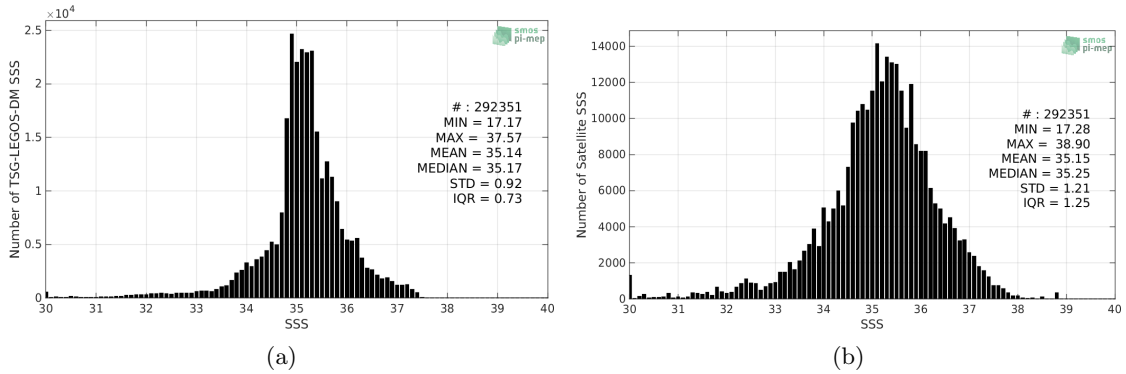 ×10⁴
2.5
2
1.5
1
0.5
0
Number of TSG-LEGOS-DM SSS
smos
pi-mep
# : 292351
MIN = 17.17
MAX = 37.57
MEAN = 35.14
MEDIAN = 35.17
STD = 0.92
IQR = 0.73
30 31 32 33 34 35 36 37 38 39 40
SSS
(a)
14000
12000
10000
8000
6000
4000
2000
0
Number of Satellite SSS
smos
pi-mep
# : 292351
MIN = 17.28
MAX = 38.90
MEAN = 35.15
MEDIAN = 35.25
STD = 1.21
IQR = 1.25
30 31 32 33 34 35 36 37 38 39 40
SSS
(b)